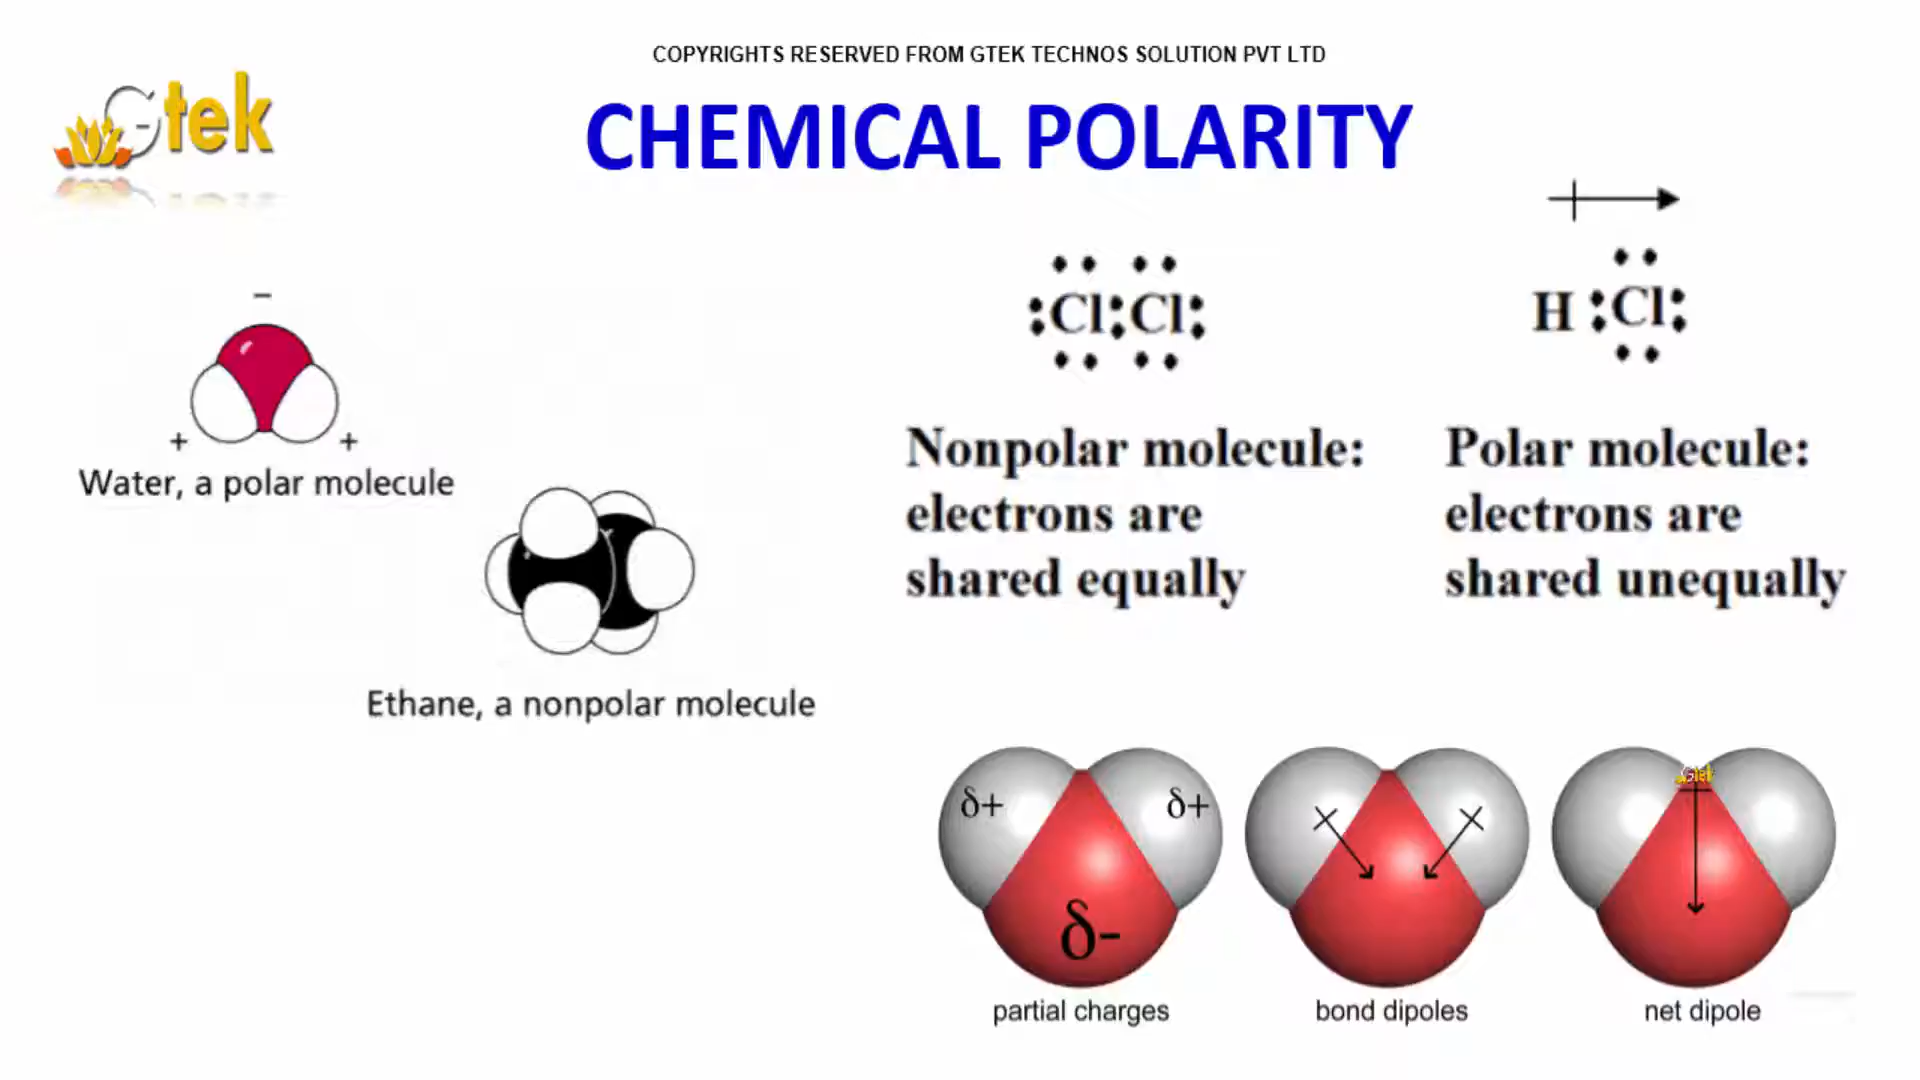 COPYRIGHTS RESERVED FROM GTEK TECHNOS SOLUTION PVT LTD
Gtek
CHEMICAL POLARITY
−
+ +
Water, a polar molecule
Ethane, a nonpolar molecule
:Cl:Cl:
H :Cl:
Nonpolar molecule:
electrons are
shared equally
Polar molecule:
electrons are
shared unequally
δ+ δ+
δ-
Gtek
partial charges
bond dipoles
net dipole